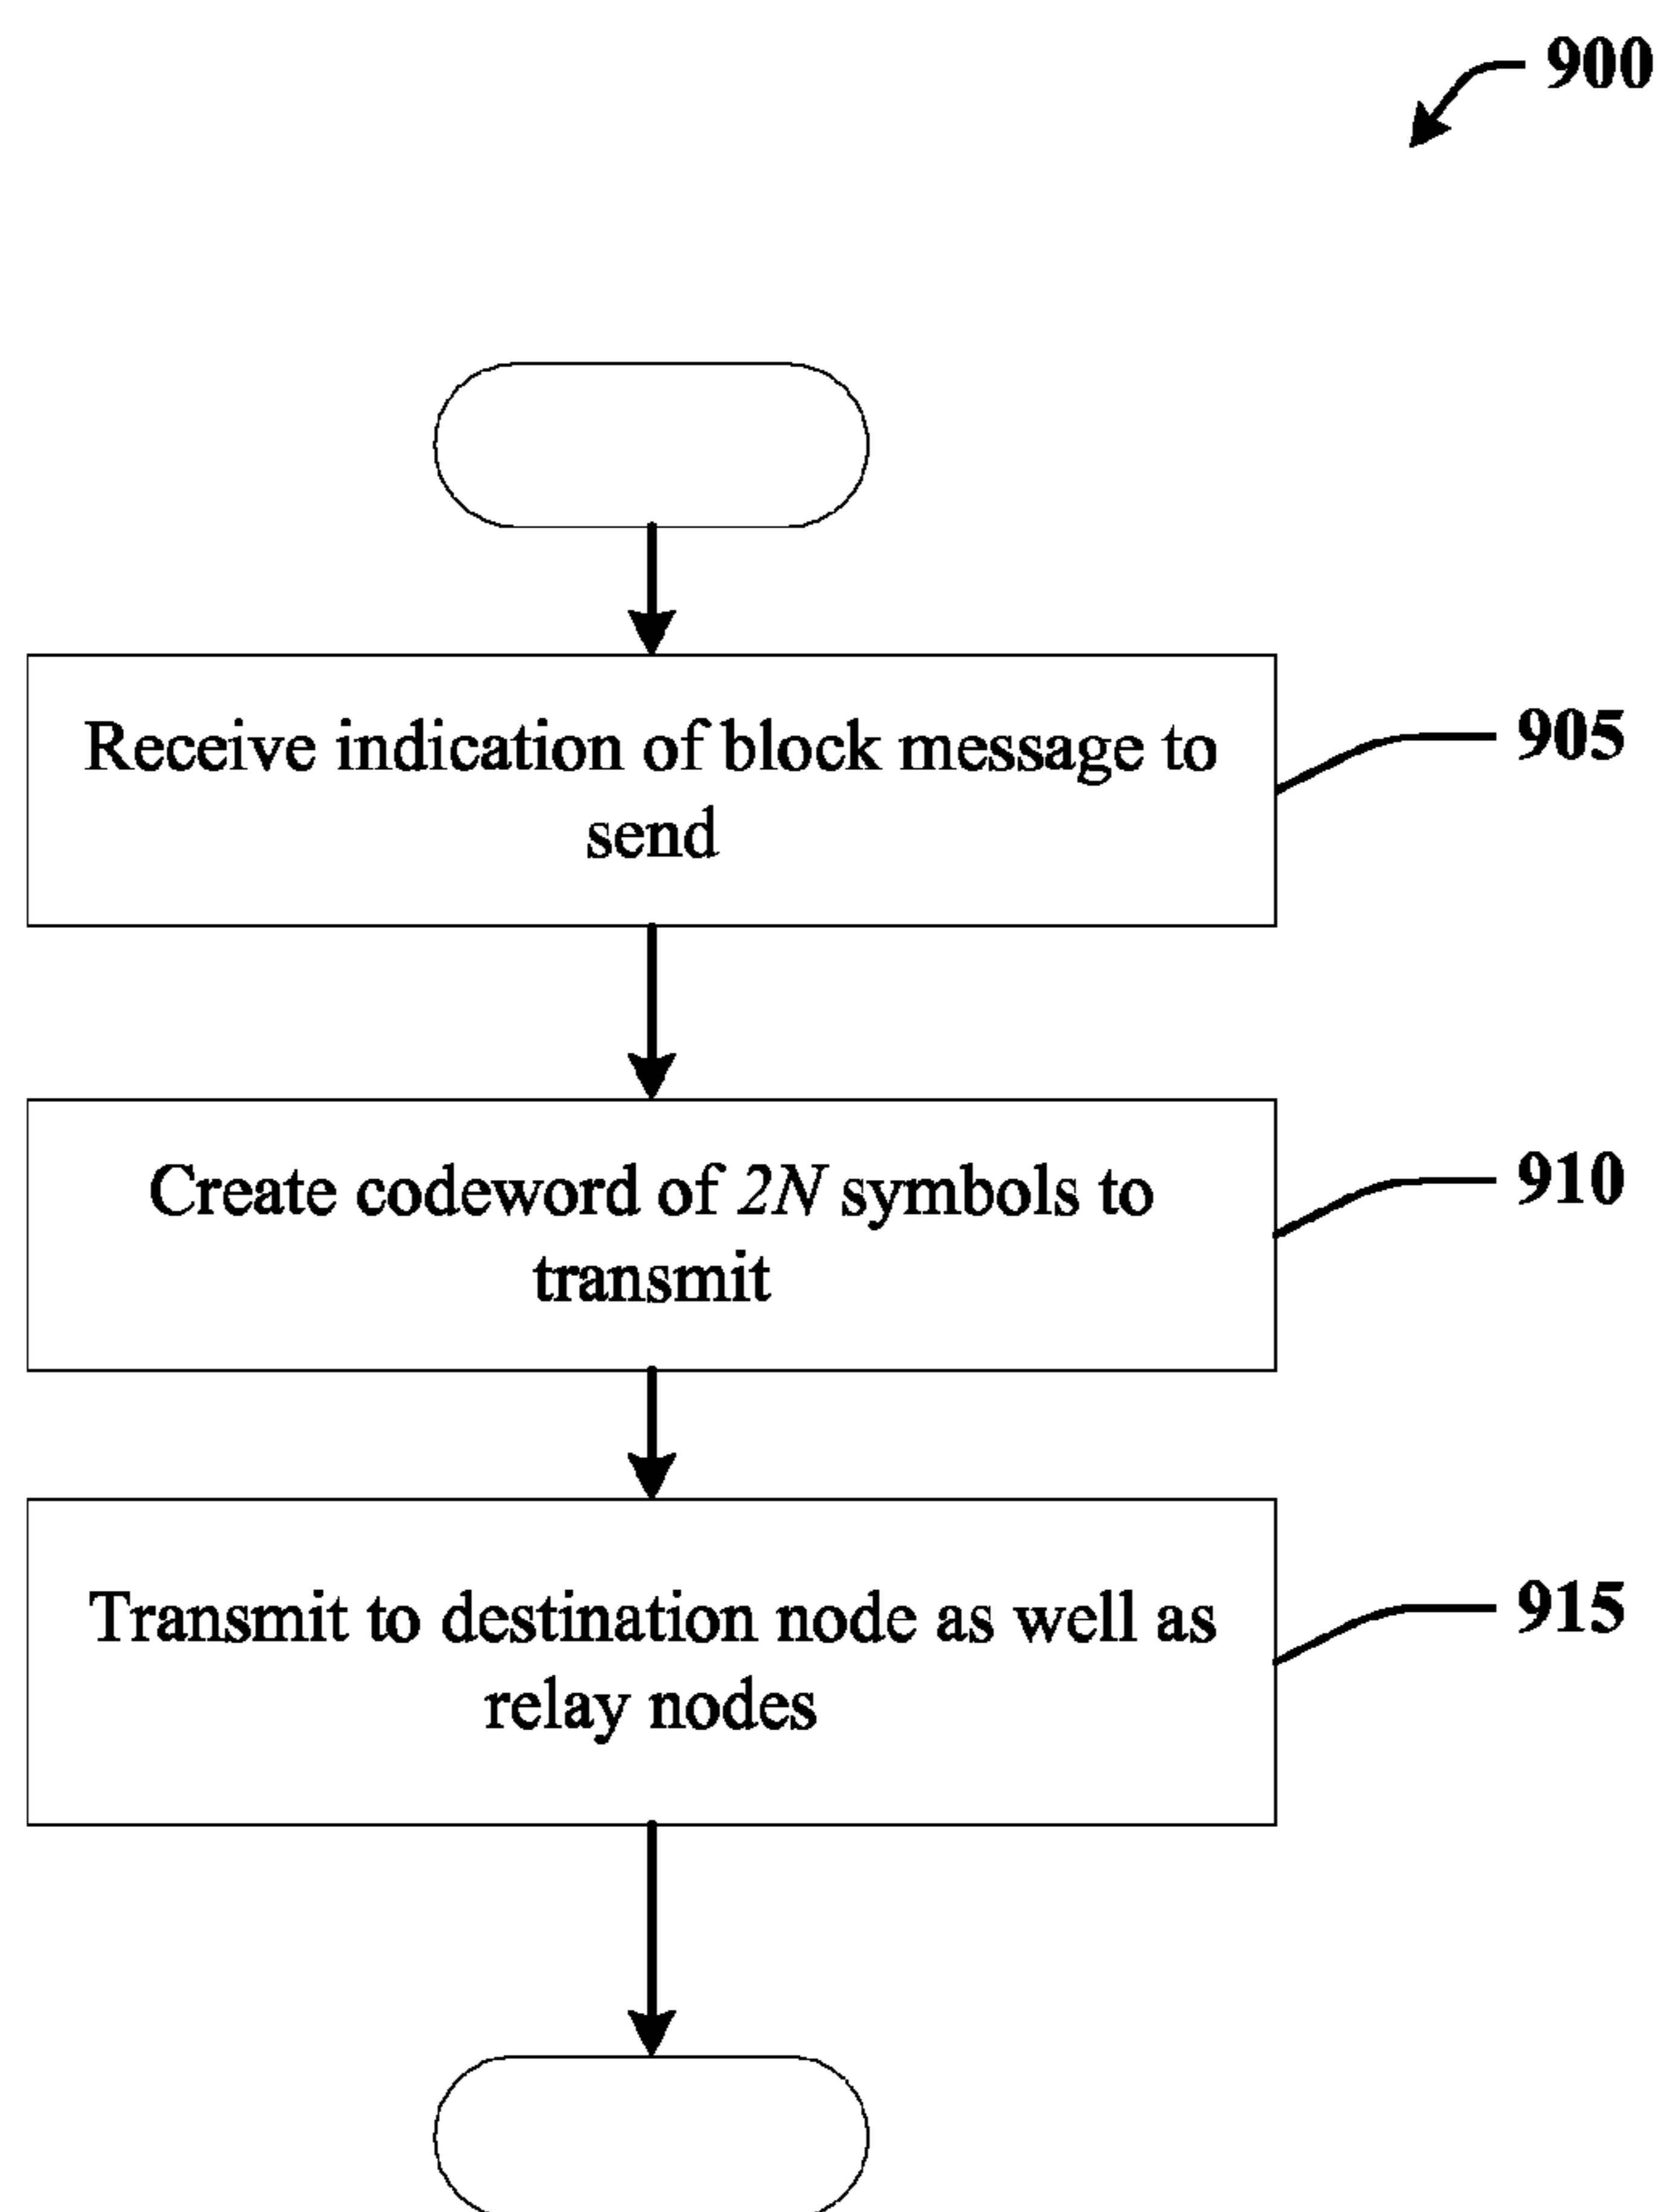 900
Receive indication of block message to
send
905
Create codeword of 2N symbols to
transmit
910
Transmit to destination node as well as
relay nodes
915